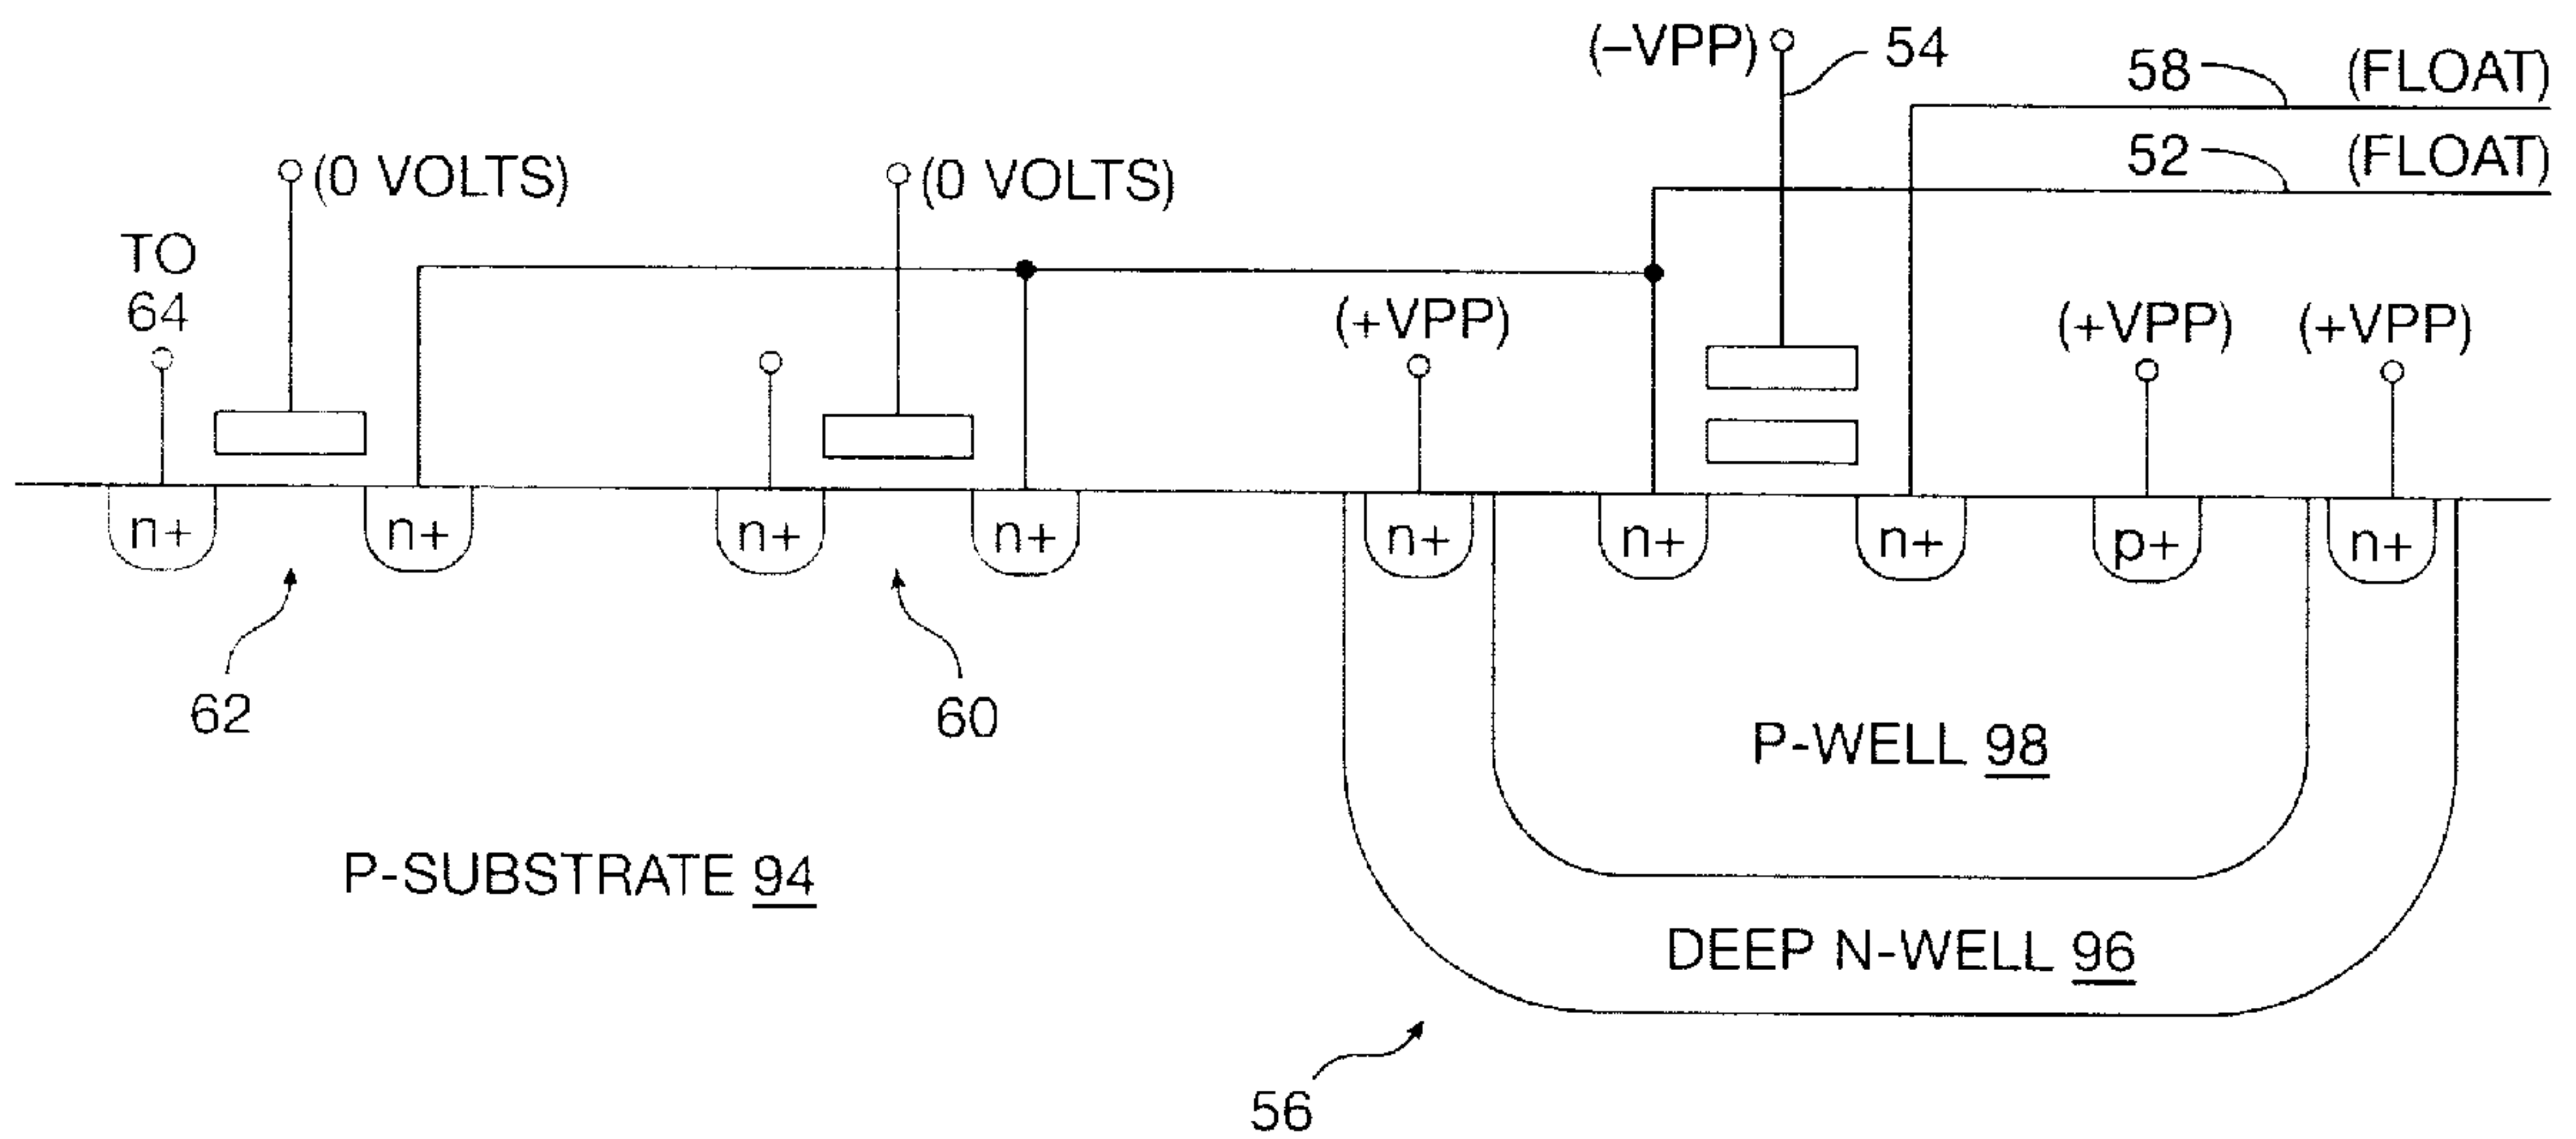 (–VPP) 54
58 (FLOAT)
52 (FLOAT)
(0 VOLTS) (0 VOLTS)
TO
64
(+VPP) (+VPP) (+VPP)
n+ n+ n+ n+ n+ n+ n+ p+ n+
62 60
P-WELL 98
P-SUBSTRATE 94
DEEP N-WELL 96
56